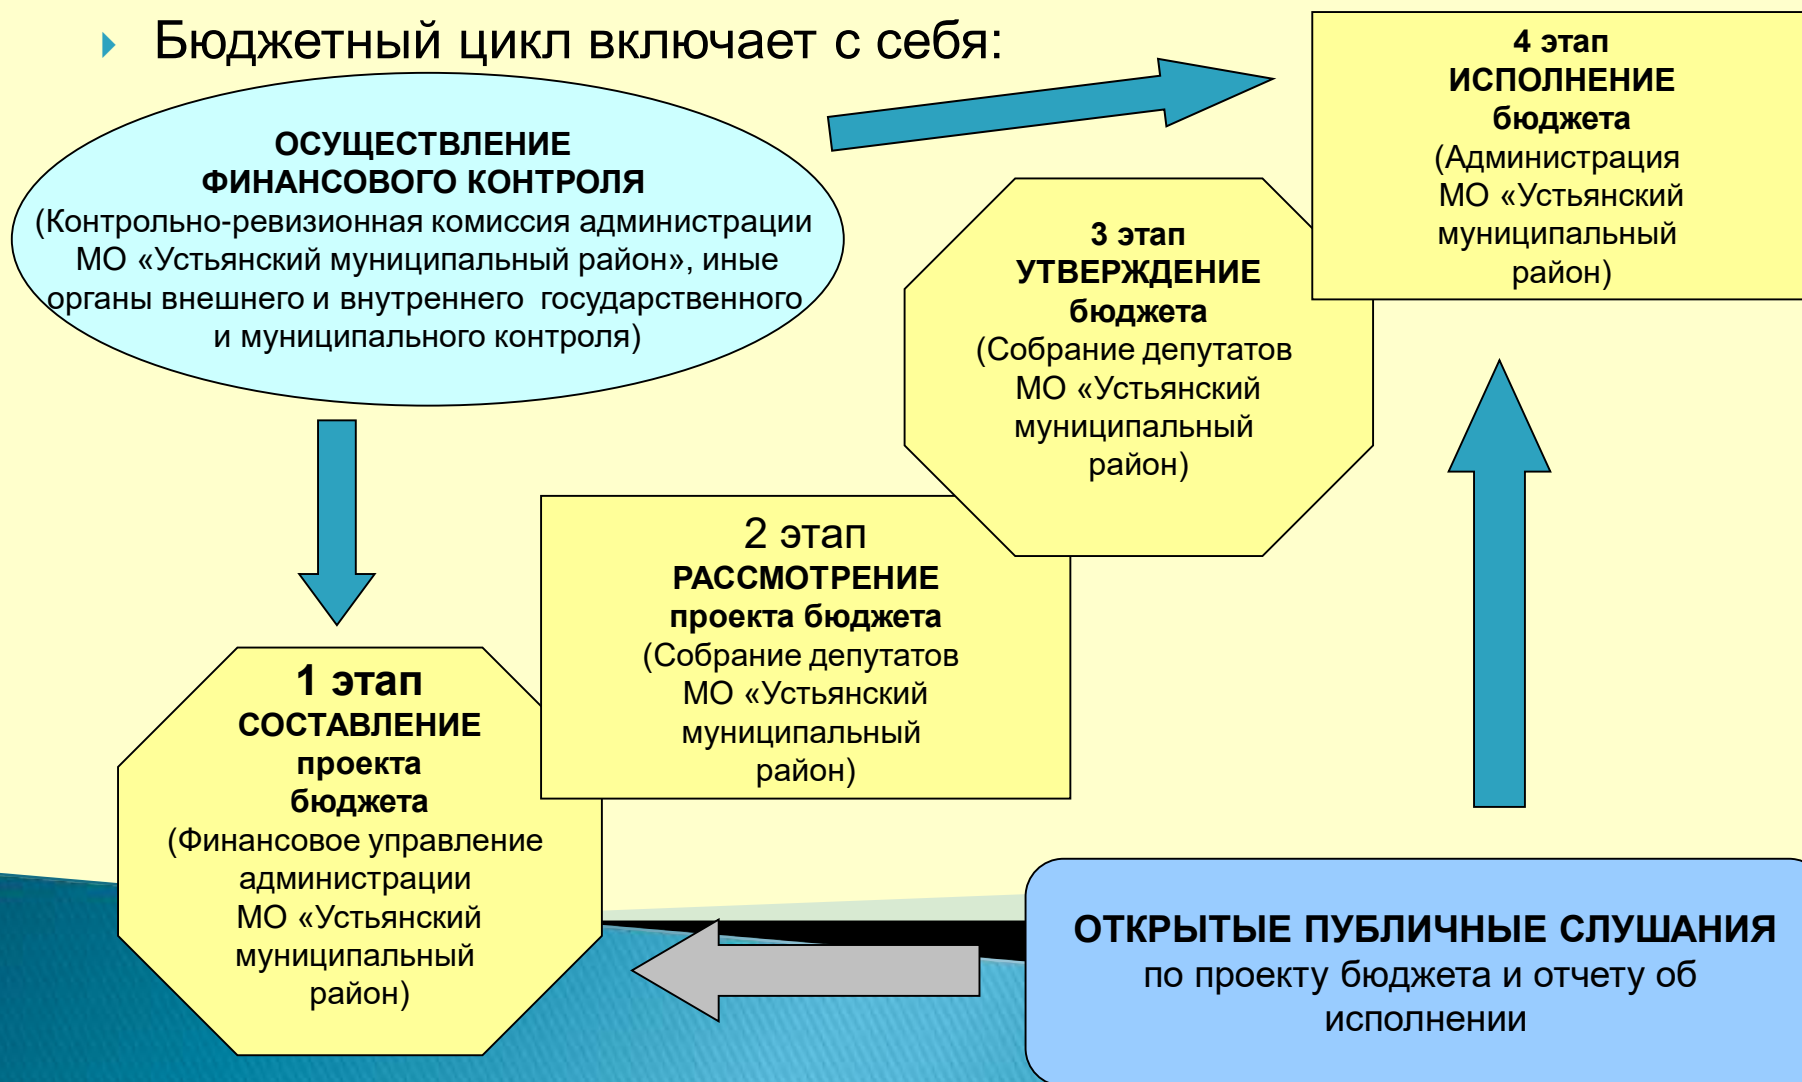 Бюджетный цикл включает с себя:
ОСУЩЕСТВЛЕНИЕ
ФИНАНСОВОГО КОНТРОЛЯ
(Контрольно-ревизионная комиссия администрации
МО «Устьянский муниципальный район», иные
органы внешнего и внутреннего государственного
и муниципального контроля)
4 этап
ИСПОЛНЕНИЕ
бюджета
(Администрация
МО «Устьянский
муниципальный
район)
3 этап
УТВЕРЖДЕНИЕ
бюджета
(Собрание депутатов
МО «Устьянский
муниципальный
район)
2 этап
РАССМОТРЕНИЕ
проекта бюджета
(Собрание депутатов
МО «Устьянский
муниципальный
район)
1 этап
СОСТАВЛЕНИЕ
проекта
бюджета
(Финансовое управление
администрации
МО «Устьянский
муниципальный
район)
ОТКРЫТЫЕ ПУБЛИЧНЫЕ СЛУШАНИЯ
по проекту бюджета и отчету об
исполнении